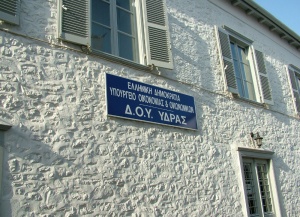 ΕΛΛΗΝΙΚΗ ΔΗΜΟΚΡΑΤΙΑ
ΥΠΟΥΡΓΕΙΟ ΟΙΚΟΝΟΜΙΑΣ & ΟΙΚΟΝΟΜΙΚΩΝ
Δ.Ο.Υ. ΥΔΡΑΣ